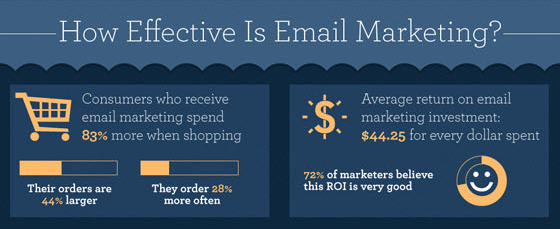 How Effective Is Email Marketing?
Consumers who receive
email marketing spend
83% more when shopping
Their orders are
44% larger
They order 28%
more often
$
Average return on email
marketing investment:
$44.25 for every dollar spent
72% of marketers believe
this ROI is very good